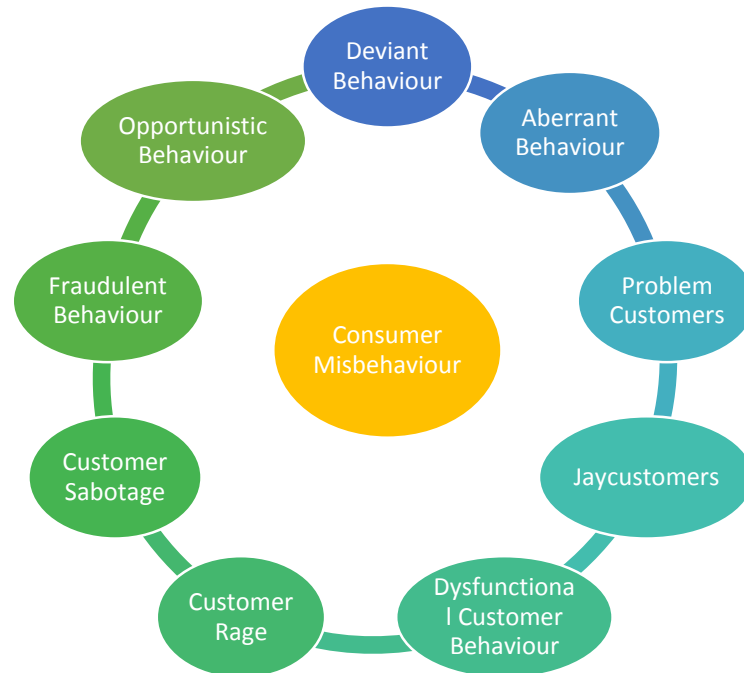 Deviant
Behaviour
Aberrant
Behaviour
Problem
Customers
Jaycustomers
Dysfunctiona
l Customer
Behaviour
Customer
Rage
Customer
Sabotage
Fraudulent
Behaviour
Opportunistic
Behaviour
Consumer
Misbehaviour